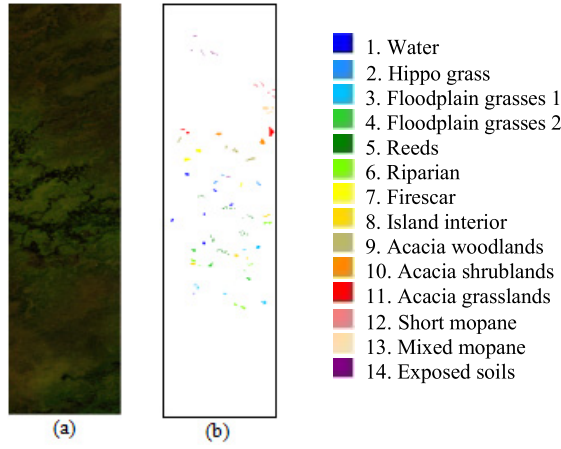 1. Water
2. Hippo grass
3. Floodplain grasses 1
4. Floodplain grasses 2
5. Reeds
6. Riparian
7. Firescar
8. Island interior
9. Acacia woodlands
10. Acacia shrublands
11. Acacia grasslands
12. Short mopane
13. Mixed mopane
14. Exposed soils
(a) (b)